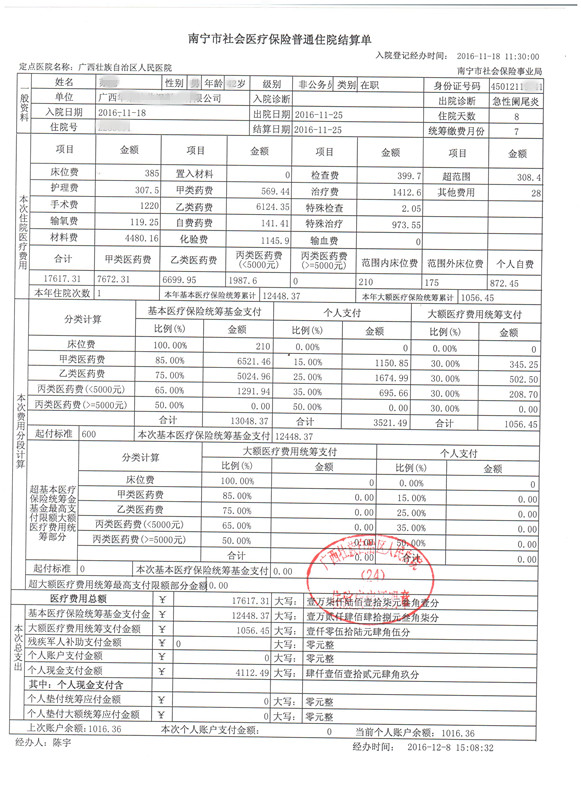 南宁市社会医疗保险普通住院结算单
入院登记经办时间: 2016-11-18 11:30:00
定点医院名称: 广西壮族自治区人民医院 南宁市社会保险事业局
一般资料
姓名 性别 年龄 岁 级别 非公务员 类别 在职 身份证号码 4501211
单位 广西 公司 入院诊断 出院诊断 急性阑尾炎
入院日期 2016-11-18 出院日期 2016-11-25 住院天数 8
住院号 结算日期 2016-11-25 统筹缴费月份 7
本次住院医疗费用
项目 金额 项目 金额 项目 金额 项目 金额
床位费 385 置入材料 0 检查费 399.7 超范围 308.4
护理费 307.5 甲类药费 569.44 治疗费 1412.6 其他费用 28
手术费 1220 乙类药费 6124.35 特殊检查 2.05
输氧费 119.25 自费药费 141.41 特殊治疗 973.55
材料费 4480.16 化验费 1145.9 输血费 0
合计 甲类医药费 乙类医药费 丙类医药费(<5000元) 丙类医药费(>=5000元) 范围内床位费 范围外床位费 个人自费
17617.31 7672.31 6699.95 1987.6 0 210 175 872.45
本年住院次数 1 本年基本医疗保险统筹累计 12448.37 本年大额医疗保险统筹累计 1056.45
本次费用分段计算
分类计算 基本医疗保险统筹基金支付 个人支付 大额医疗费用统筹支付
比例(%) 金额 比例(%) 金额 比例(%) 金额
床位费 100.00% 210 0.00% 0 0.00% 0
甲类医药费 85.00% 6521.46 15.00% 1150.85 30.00% 345.25
乙类医药费 75.00% 5024.96 25.00% 1674.99 30.00% 502.50
丙类医药费(<5000元) 65.00% 1291.94 35.00% 695.66 30.00% 208.70
丙类医药费(>=5000元) 50.00% 0.00 50.00% 0 30.00% 0.00
合计 13048.37 合计 3521.49 合计 1056.45
起付标准 600 本次基本医疗保险统筹基金支付 12448.37
超基本医疗保险统筹基金最高支付限额大额医疗费用统筹部分
分类计算 大额医疗费用统筹支付 个人支付
比例(%) 金额 比例(%) 金额
床位费 100.00% 0 0.00% 0
甲类医药费 85.00% 0.00 15.00% 0.00
乙类医药费 75.00% 0.00 25.00% 0.00
丙类医药费(<5000元) 65.00% 0.00 35.00% 0.00
丙类医药费(>=5000元) 50.00% 0.00 50.00% 0.00
合计 0.00 合计 0.00
起付标准 0 本次基本医疗保险统筹基金支付 0.00
超大额医疗费用统筹最高支付限额部分金额 0.00
广西壮族自治区人民医院
(24)
医疗费用总额 ¥ 17617.31 大写: 壹万柒仟陆佰壹拾柒元叁角壹分
本次总支出
基本医疗保险统筹基金支付金 ¥ 12448.37 大写: 壹万贰仟肆佰肆拾捌元叁角柒分
大额医疗费用统筹支付金额 ¥ 1056.45 大写: 壹仟零伍拾陆元肆角伍分
残疾军人补助支付金额 ¥ 0 大写: 零元整
个人账户支付金额 ¥ 0 大写: 零元整
个人现金支付金额 ¥ 4112.49 大写: 肆仟壹佰壹拾贰元肆角玖分
其中: 个人现金支付含
个人垫付统筹应付金额 ¥ 0 大写: 零元整
个人垫付大额统筹应付金额 ¥ 0 大写: 零元整
上次账户余额: 1016.36 本次个人账户支付金额: 0 当前个人账户余额: 1016.36
经办人: 陈宇 经办时间: 2016-12-8 15:08:32